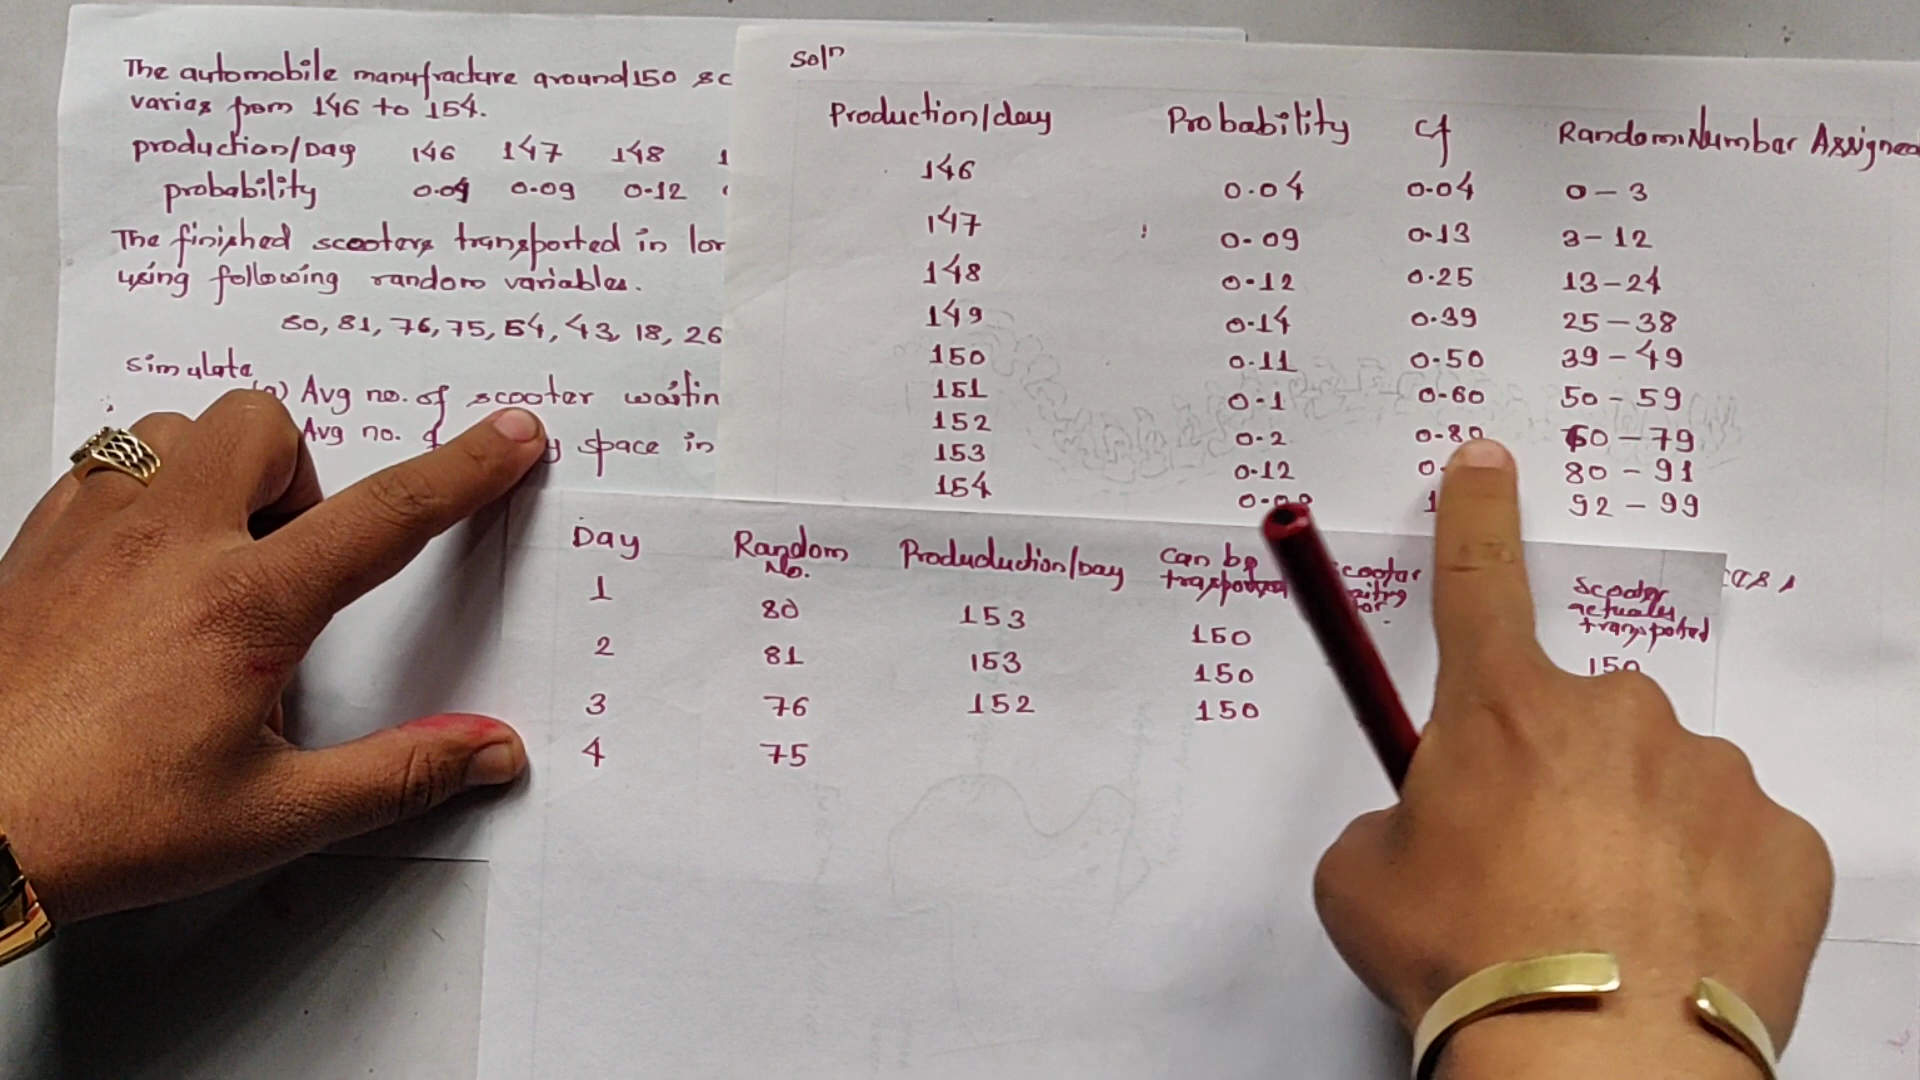 The automobile manufracture around 150 sc
varies from 146 to 154.
production/Day 146 147 148 1
probability 0.04 0.09 0.12
The finished scooters transported in lor
using following random variables.
80, 81, 76, 75, 54, 43, 18, 26
simulate
Avg no. of scooter waitin
Avg no. space in
Solⁿ
Production/day Probability cf Random Number Assigned
146 0.04 0.04 0-3
147 0.09 0.13 3-12
148 0.12 0.25 13-24
149 0.14 0.39 25-38
150 0.11 0.50 39-49
151 0.1 0.60 50-59
152 0.2 0.80 60-79
153 0.12 0. 80-91
154 1 92-99
Day Random No. Produduction/Day can be
1 80 153 150 150
2 81 153 150
3 76 152 150
4 75
scooter actually transported